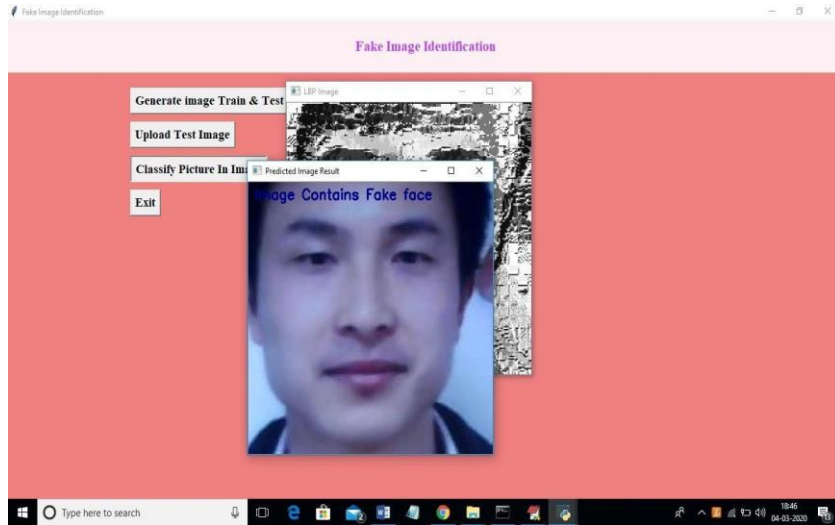 Fake Image Identification
Fake Image Identification
Generate image Train & Test
LBP Image
Upload Test Image
Classify Picture In Im
Predicted Image Result
Image Contains Fake face
Exit
Type here to search
18:46
04-03-2020